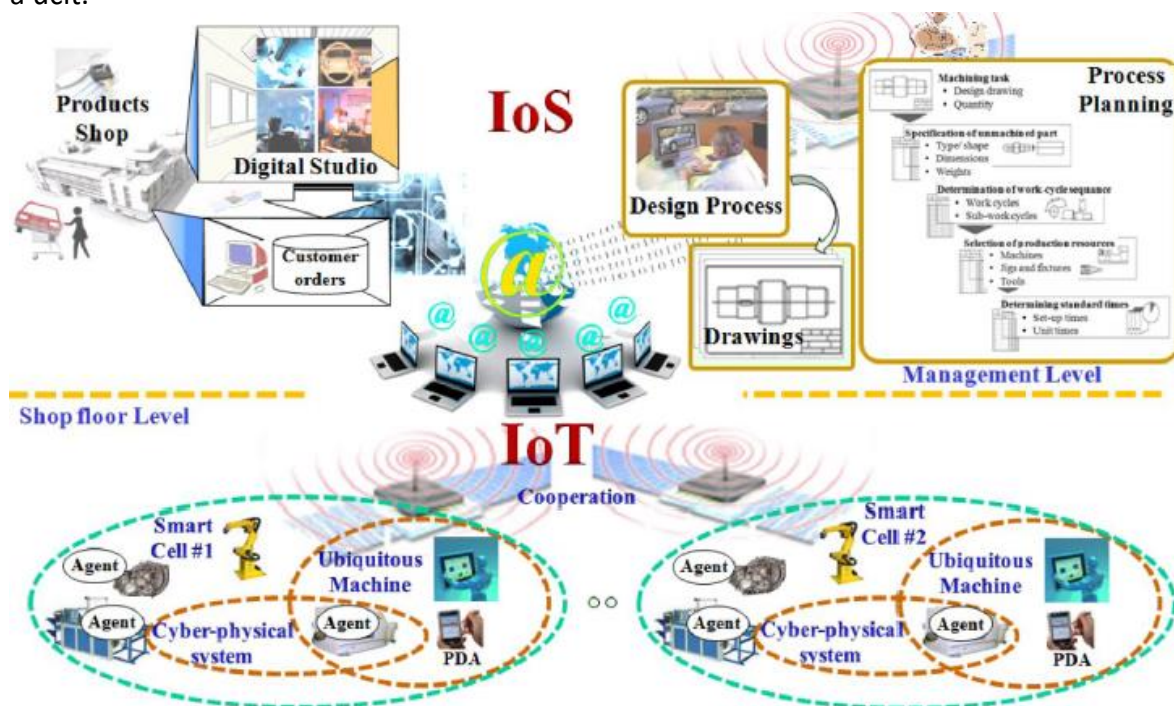 Products
Shop
Digital Studio
Customer
orders
IoS
Design Process
Drawings
Process
Planning
Machining task
• Design drawing
• Quantity
Specification of unmachined part
• Type/ shape
• Dimensions
• Weights
Determination of work-cycle sequance
• Work cycles
• Sub-work cycles
Selection of production resources
• Machines
• Jigs and fixtures
• Tools
Determining standard times
• Set-up times
• Unit times
Management Level
@
@
@
@
@
@
Shop floor Level
IoT
Cooperation
Smart
Cell #1
Agent
Agent
Ubiquitous
Machine
Cyber-physical
system
Agent
PDA
Smart
Cell #2
Agent
Agent
Ubiquitous
Machine
Cyber-physical
system
Agent
PDA